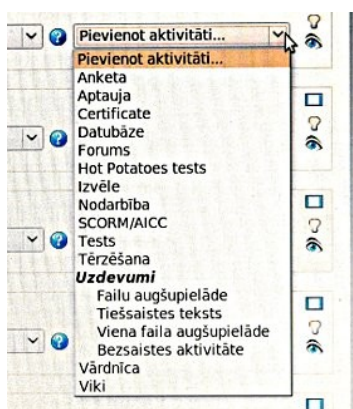 Pievienot aktivitāti...
Pievienot aktivitāti...
Anketa
Aptauja
Certificate
Datubāze
Forums
Hot Potatoes tests
Izvēle
Nodarbība
SCORM/AICC
Tests
Tērzēšana
Uzdevumi
Failu augšupielāde
Tiešsaistes teksts
Viena faila augšupielāde
Bezsaistes aktivitāte
Vārdnīca
Viki